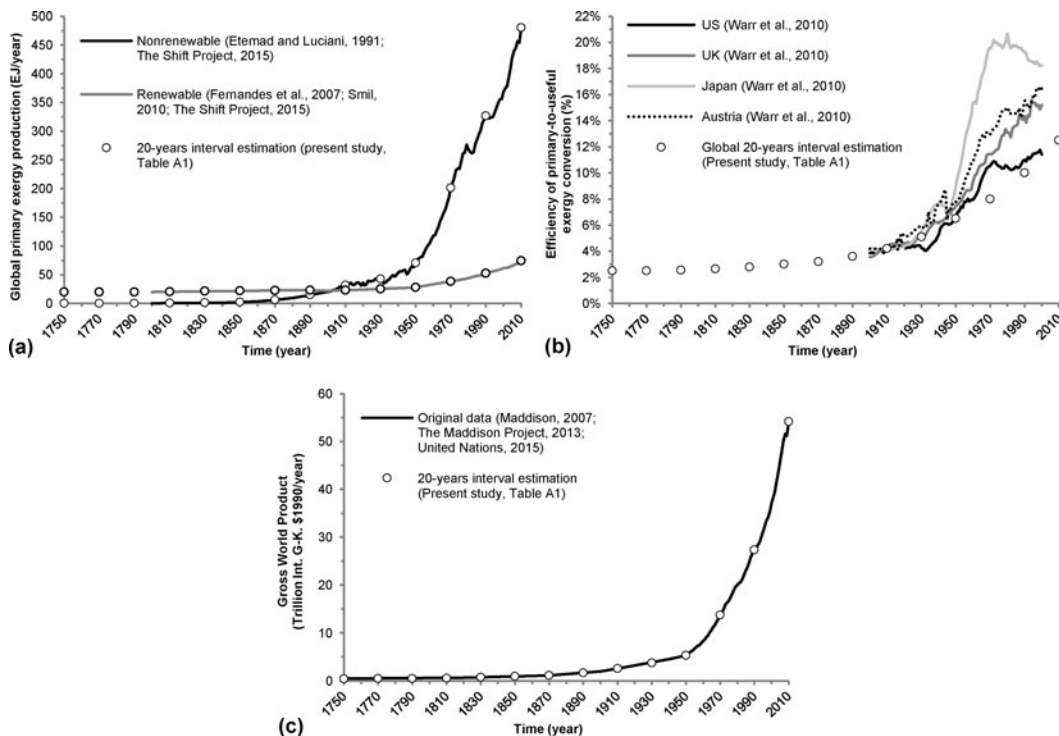 Global primary exergy production (EJ/year)
500
450
400
350
300
250
200
150
100
50
0
Nonrenewable (Etemad and Luciani, 1991;
The Shift Project, 2015)
Renewable (Fernandes et al., 2007; Smil,
2010; The Shift Project, 2015)
20-years interval estimation (present study,
Table A1)
1750
1770
1790
1810
1830
1850
1870
1890
1910
1930
1950
1970
1990
2010
Time (year)
(a)
Efficiency of primary-to-useful
exergy conversion (%)
22%
20%
18%
16%
14%
12%
10%
8%
6%
4%
2%
0%
US (Warr et al., 2010)
UK (Warr et al., 2010)
Japan (Warr et al., 2010)
Austria (Warr et al., 2010)
Global 20-years interval estimation
(Present study, Table A1)
1750
1770
1790
1810
1830
1850
1870
1890
1910
1930
1950
1970
1990
2010
Time (year)
(b)
Gross World Product
(Trillion Int. G-K. $1990/year)
60
50
40
30
20
10
0
Original data (Maddison, 2007;
The Maddison Project, 2013;
United Nations, 2015)
20-years interval estimation
(Present study, Table A1)
1750
1770
1790
1810
1830
1850
1870
1890
1910
1930
1950
1970
1990
2010
Time (year)
(c)